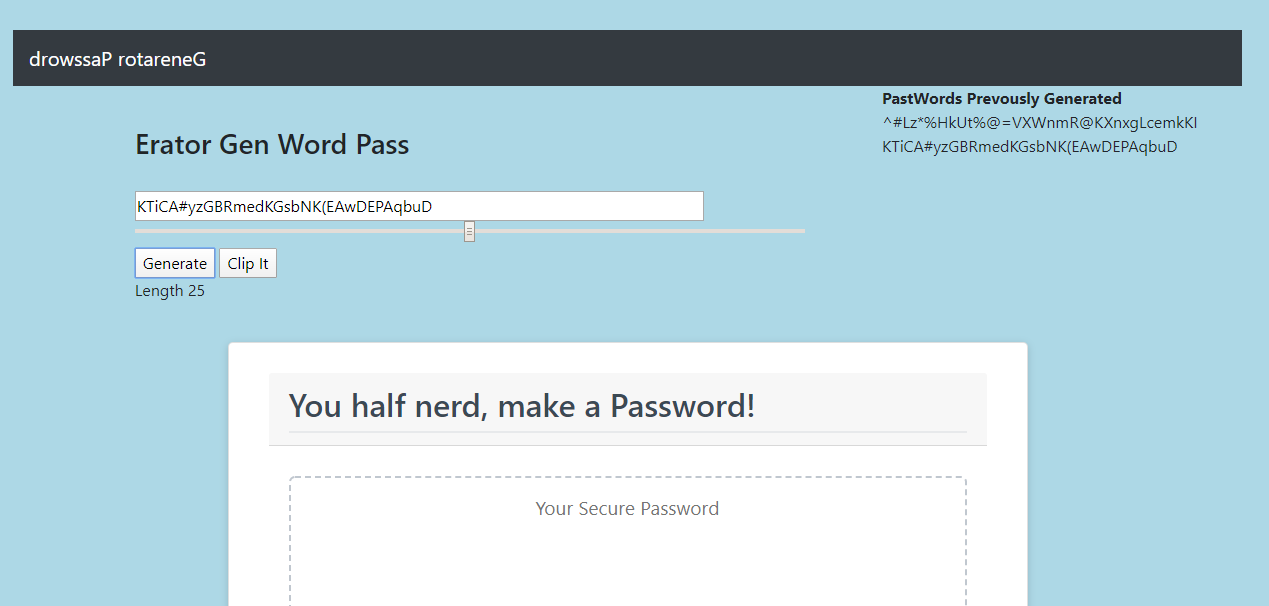 drowssaP rotareneG
PastWords Prevously Generated
^#Lz*%HkUt%@=VXWnmR@KXnxgLcemkKI
KTiCA#yzGBRmedKGsbNK(EAwDEPAqbuD
Erator Gen Word Pass
KTiCA#yzGBRmedKGsbNK(EAwDEPAqbuD
Generate Clip It
Length 25
You half nerd, make a Password!
Your Secure Password